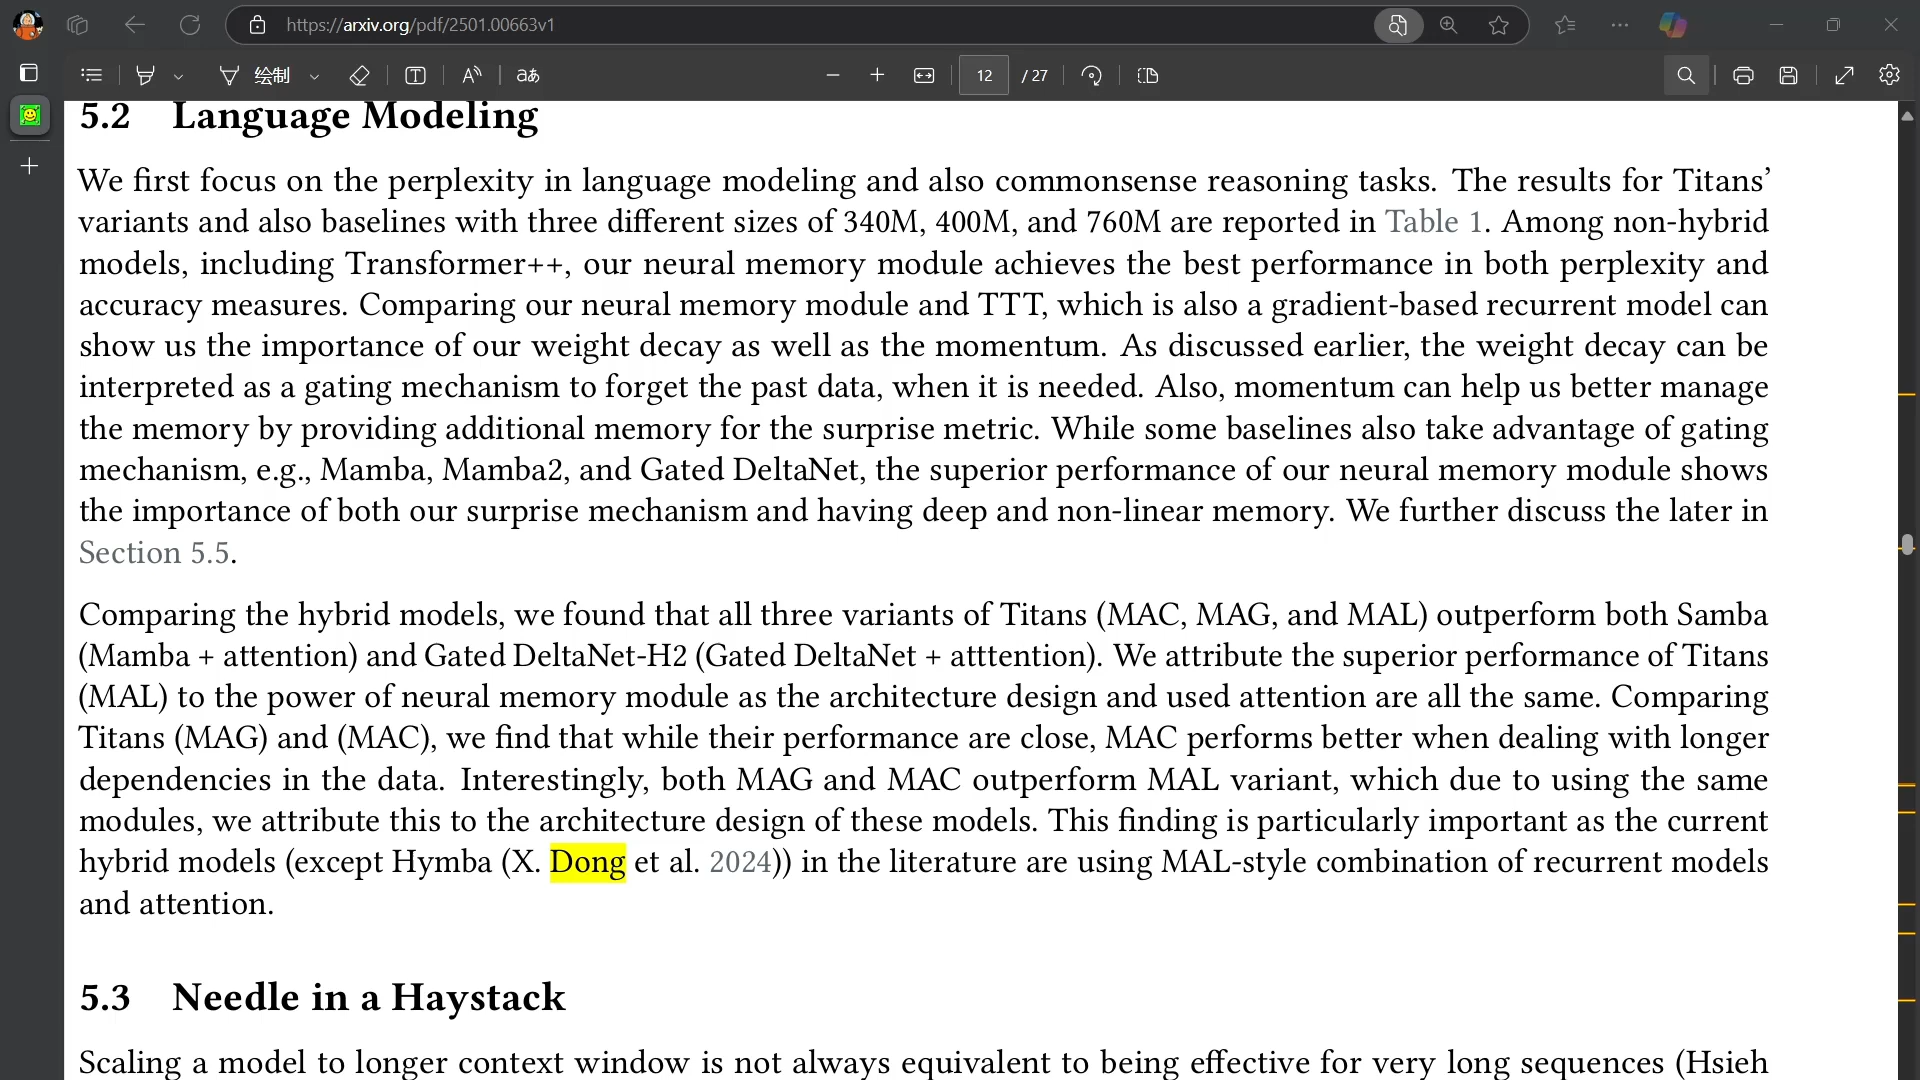 https://arxiv.org/pdf/2501.00663v1
绘制
aあ
12
/ 27
5.2 Language Modeling
We first focus on the perplexity in language modeling and also commonsense reasoning tasks. The results for Titans’
variants and also baselines with three different sizes of 340M, 400M, and 760M are reported in Table 1. Among non-hybrid
models, including Transformer++, our neural memory module achieves the best performance in both perplexity and
accuracy measures. Comparing our neural memory module and TTT, which is also a gradient-based recurrent model can
show us the importance of our weight decay as well as the momentum. As discussed earlier, the weight decay can be
interpreted as a gating mechanism to forget the past data, when it is needed. Also, momentum can help us better manage
the memory by providing additional memory for the surprise metric. While some baselines also take advantage of gating
mechanism, e.g., Mamba, Mamba2, and Gated DeltaNet, the superior performance of our neural memory module shows
the importance of both our surprise mechanism and having deep and non-linear memory. We further discuss the later in
Section 5.5.
Comparing the hybrid models, we found that all three variants of Titans (MAC, MAG, and MAL) outperform both Samba
(Mamba + attention) and Gated DeltaNet-H2 (Gated DeltaNet + atttention). We attribute the superior performance of Titans
(MAL) to the power of neural memory module as the architecture design and used attention are all the same. Comparing
Titans (MAG) and (MAC), we find that while their performance are close, MAC performs better when dealing with longer
dependencies in the data. Interestingly, both MAG and MAC outperform MAL variant, which due to using the same
modules, we attribute this to the architecture design of these models. This finding is particularly important as the current
hybrid models (except Hymba (X. Dong et al. 2024)) in the literature are using MAL-style combination of recurrent models
and attention.
5.3 Needle in a Haystack
Scaling a model to longer context window is not always equivalent to being effective for very long sequences (Hsieh